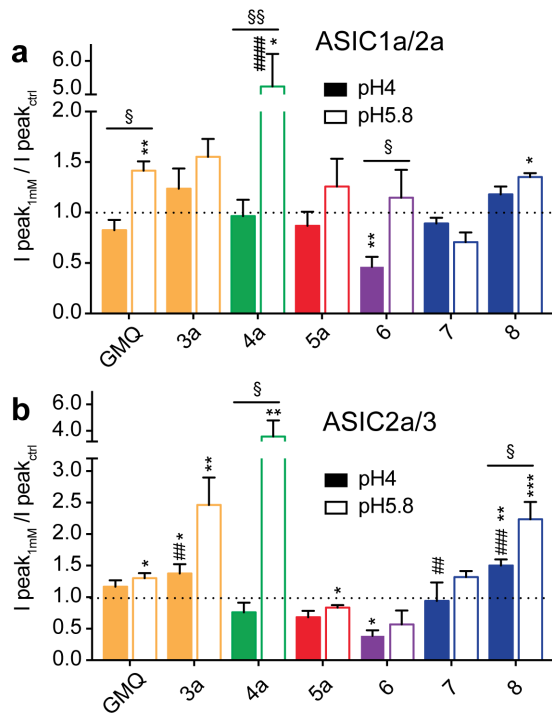 a
ASIC1a/2a
§§
*
####
6.0
5.0
pH4
pH5.8
2.0
1.5
1.0
0.5
0.0
§
**
§
**
*
I peak1mM / I peakctrl
GMQ 3a 4a 5a 6 7 8
b
ASIC2a/3
§
**
6.0
4.0
pH4
pH5.8
3.0
2.5
2.0
1.5
1.0
0.5
0.0
*
## *
**
*
*
##
§
### **
***
I peak1mM /I peakctrl
GMQ 3a 4a 5a 6 7 8